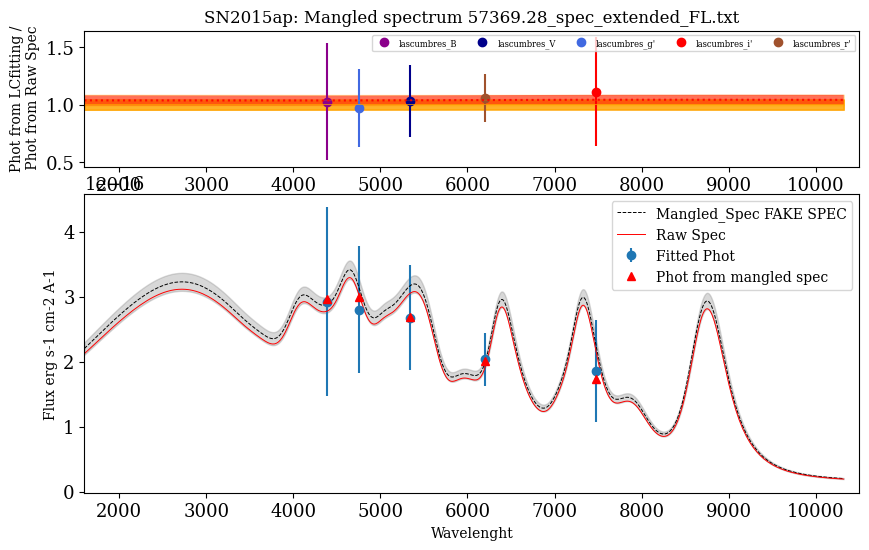 SN2015ap: Mangled spectrum 57369.28_spec_extended_FL.txt
Phot from LCfitting /
Phot from Raw Spec
1.5
1.0
0.5
lascumbres_B
lascumbres_V
lascumbres_g'
lascumbres_i'
lascumbres_r'
2000 3000 4000 5000 6000 7000 8000 9000 10000
1e−16
Flux erg s-1 cm-2 A-1
4
3
2
1
0
Mangled_Spec FAKE SPEC
Raw Spec
Fitted Phot
Phot from mangled spec
2000 3000 4000 5000 6000 7000 8000 9000 10000
Wavelenght